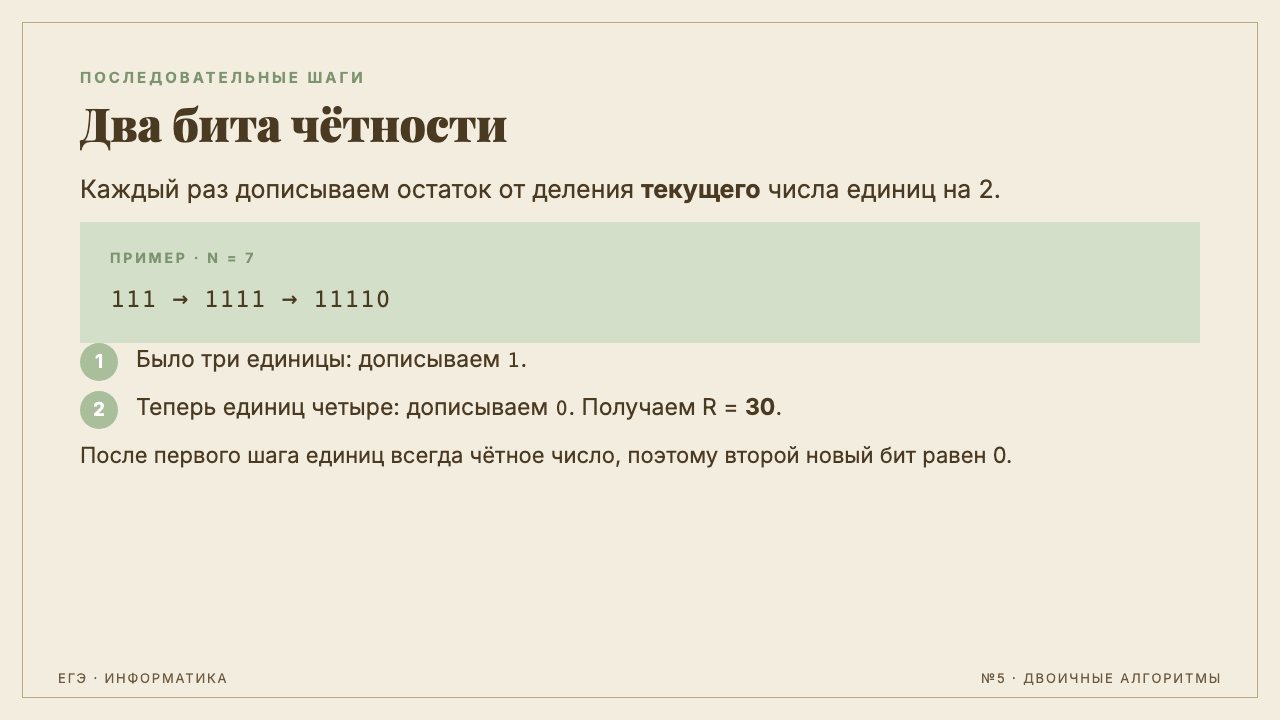 ПОСЛЕДОВАТЕЛЬНЫЕ ШАГИ
Два бита чётности
Каждый раз дописываем остаток от деления текущего числа единиц на 2.
ПРИМЕР · N = 7
111 → 1111 → 11110
1 Было три единицы: дописываем 1.
2 Теперь единиц четыре: дописываем 0. Получаем R = 30.
После первого шага единиц всегда чётное число, поэтому второй новый бит равен 0.
ЕГЭ · ИНФОРМАТИКА
№5 · ДВОИЧНЫЕ АЛГОРИТМЫ